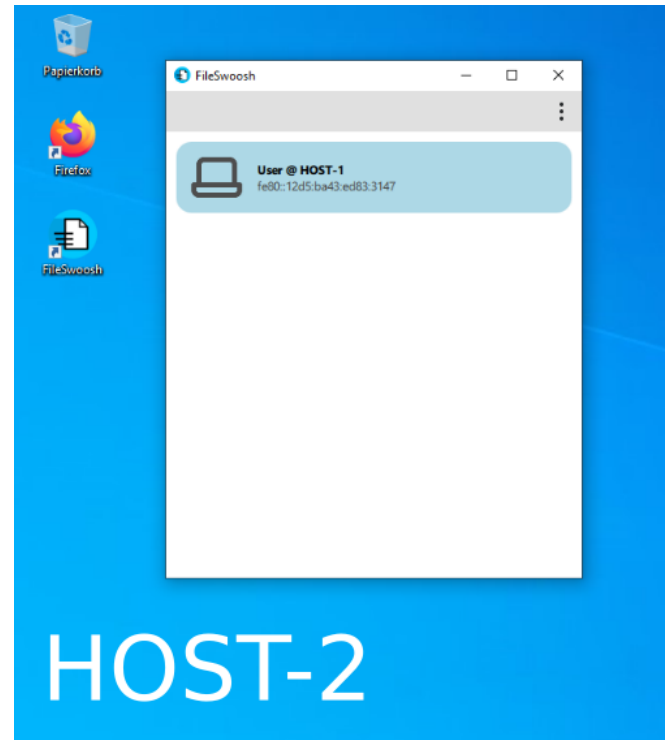 Papierkorb
Firefox
FileSwoosh
FileSwoosh
User @ HOST-1
fe80::12d5:ba43:ed83:3147
HOST-2